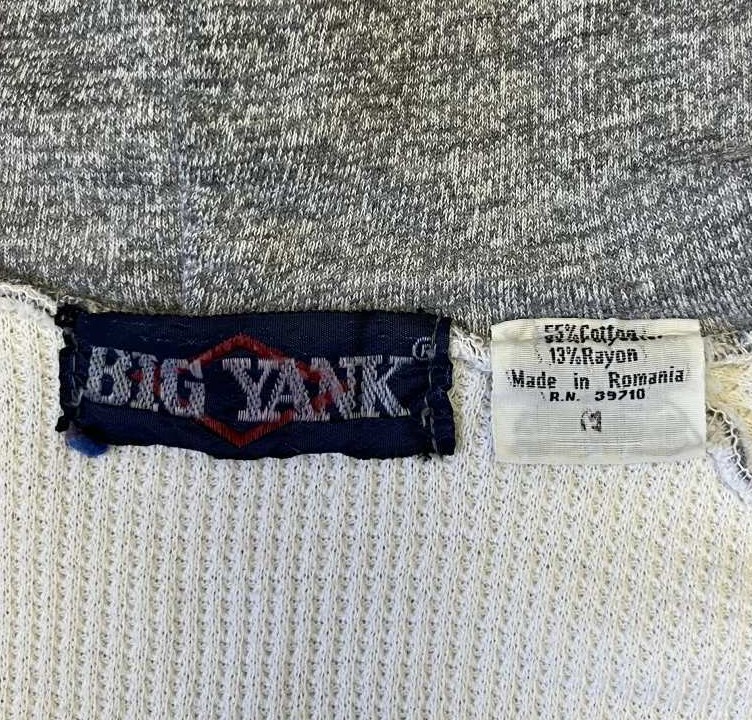 BIG YANK ®
55% Cotton
13% Rayon
Made in Romania
R.N. 39710